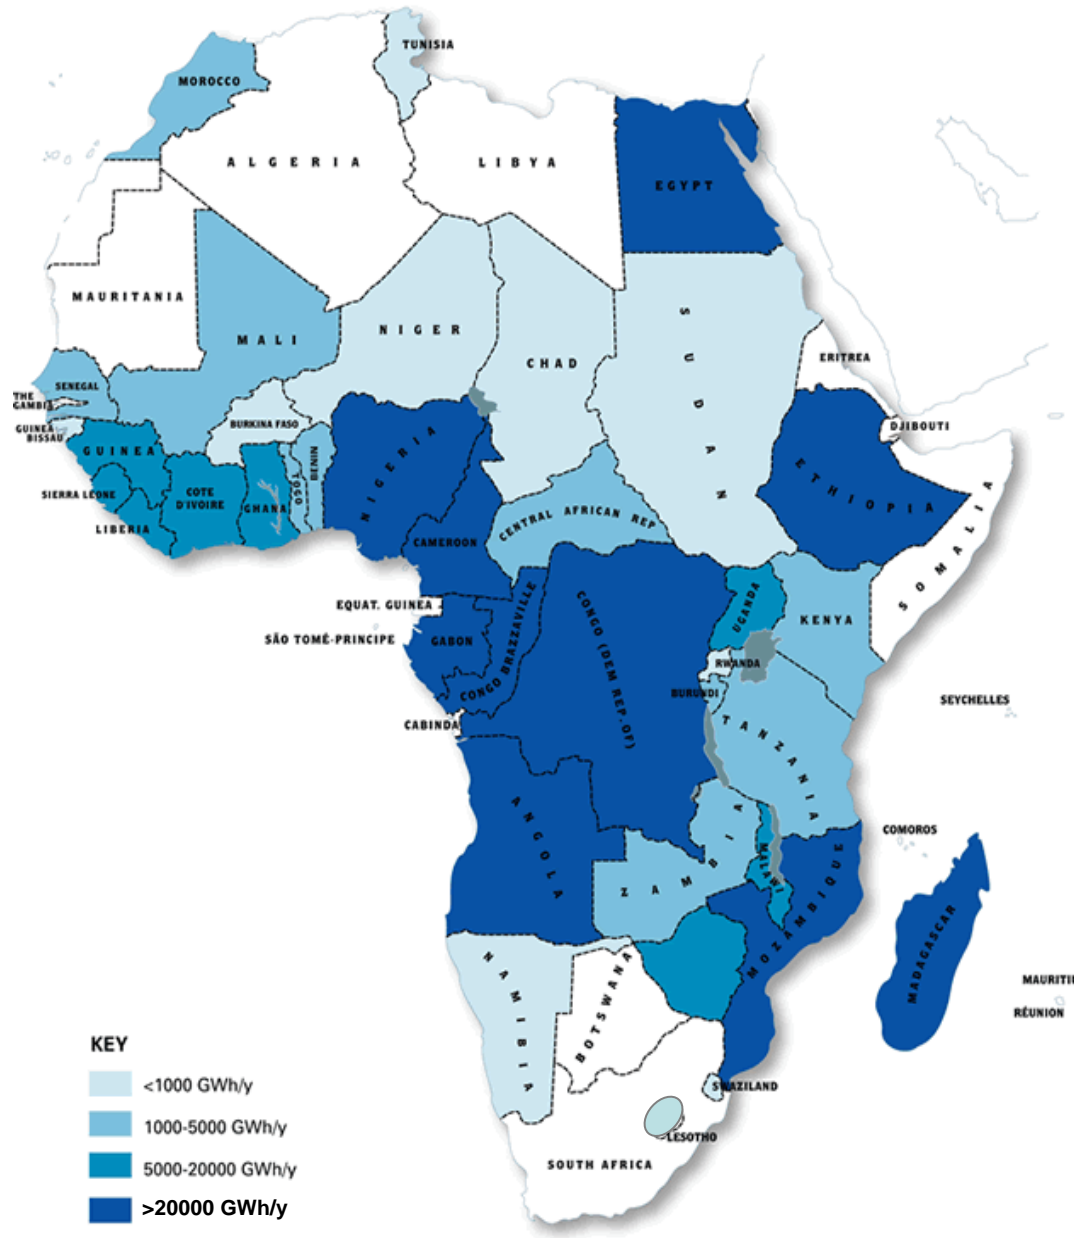 TUNISIA
MOROCCO
ALGERIA
LIBYA
EGYPT
MAURITANIA
MALI
NIGER
CHAD
SUDAN
ERITREA
SENEGAL
THE
GAMBIA
GUINEA
BISSAU
BURKINA FASO
DJIBOUTI
GUINEA
BENIN
TOGO
NIGERIA
ETHIOPIA
SIERRA LEONE
COTE
D'IVOIRE
GHANA
SOMALIA
LIBERIA
CENTRAL AFRICAN REP
CAMEROON
EQUAT. GUINEA
UGANDA
KENYA
SÃO TOMÉ-PRINCIPE
GABON
CONGO BRAZZAVILLE
CONGO (DEM REP.OF)
RWANDA
BURUNDI
CABINDA
TANZANIA
SEYCHELLES
ANGOLA
ZAMBIA
MALAWI
COMOROS
MOZAMBIQUE
MADAGASCAR
NAMIBIA
BOTSWANA
MAURITIU
RÉUNION
SWAZILAND
LESOTHO
SOUTH AFRICA
KEY
<1000 GWh/y
1000-5000 GWh/y
5000-20000 GWh/y
>20000 GWh/y